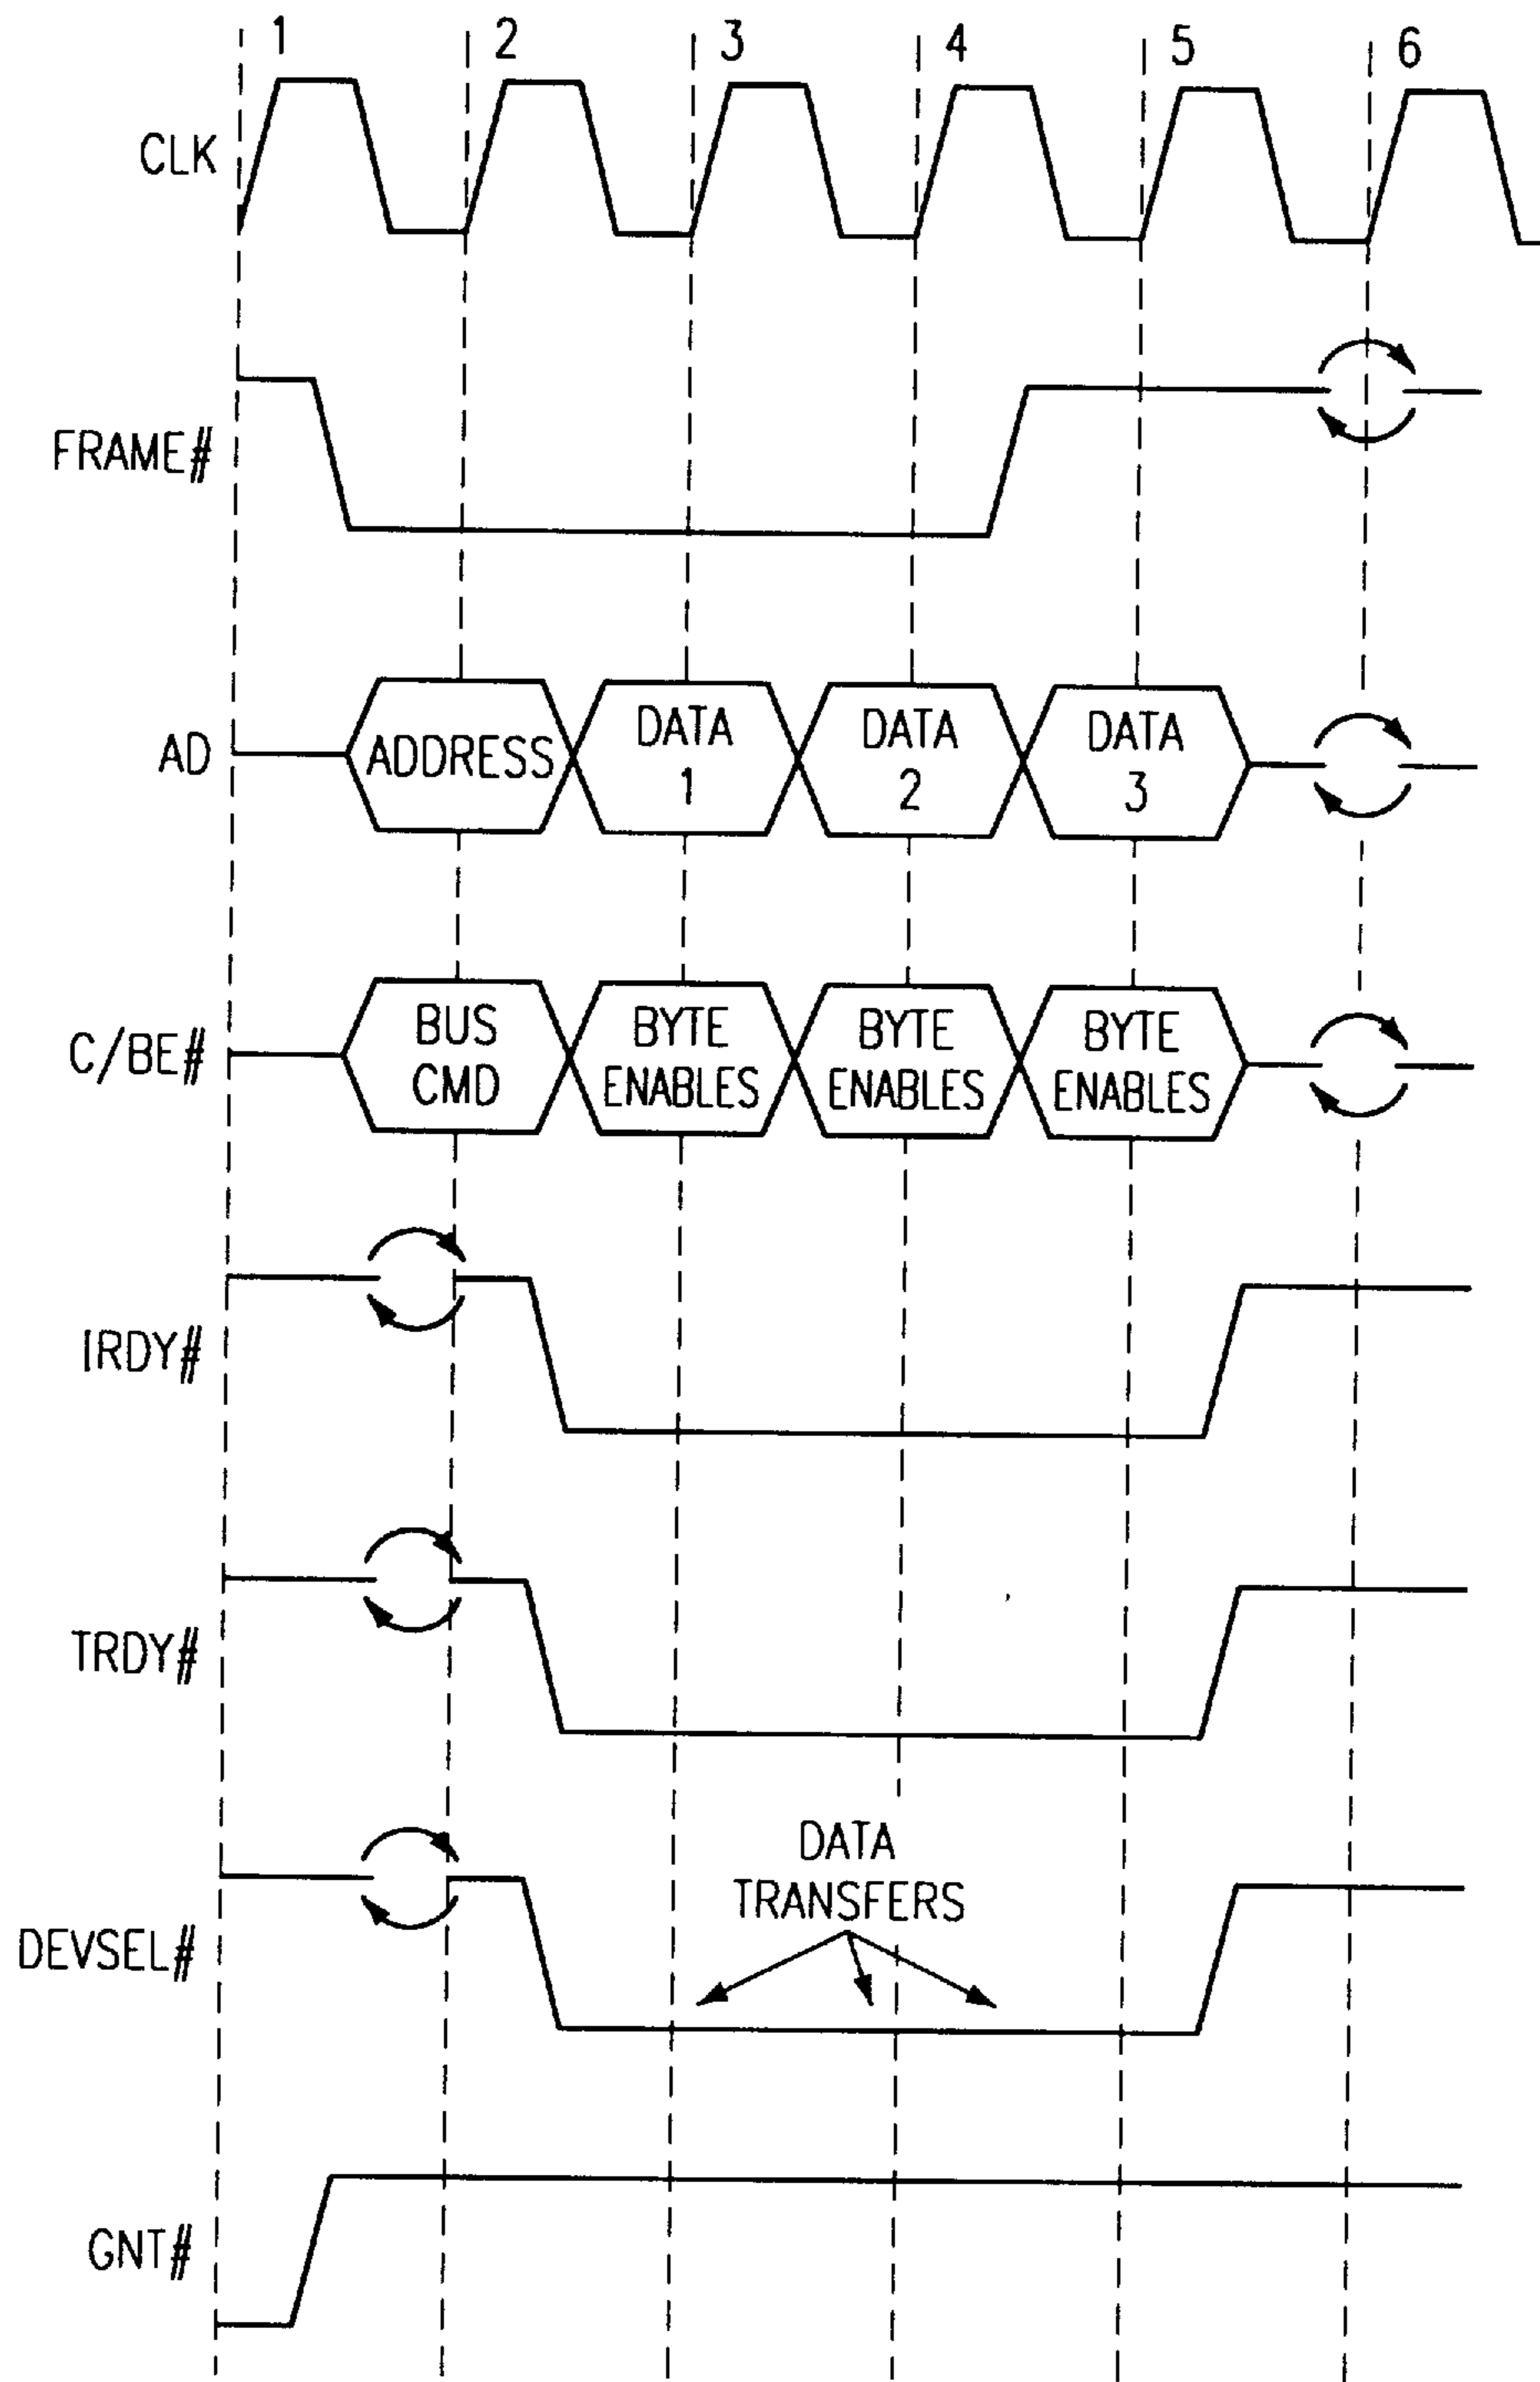 1 2 3 4 5 6
CLK
FRAME#
AD
ADDRESS
DATA
1
DATA
2
DATA
3
C/BE#
BUS
CMD
BYTE
ENABLES
BYTE
ENABLES
BYTE
ENABLES
IRDY#
TRDY#
DEVSEL#
DATA
TRANSFERS
GNT#